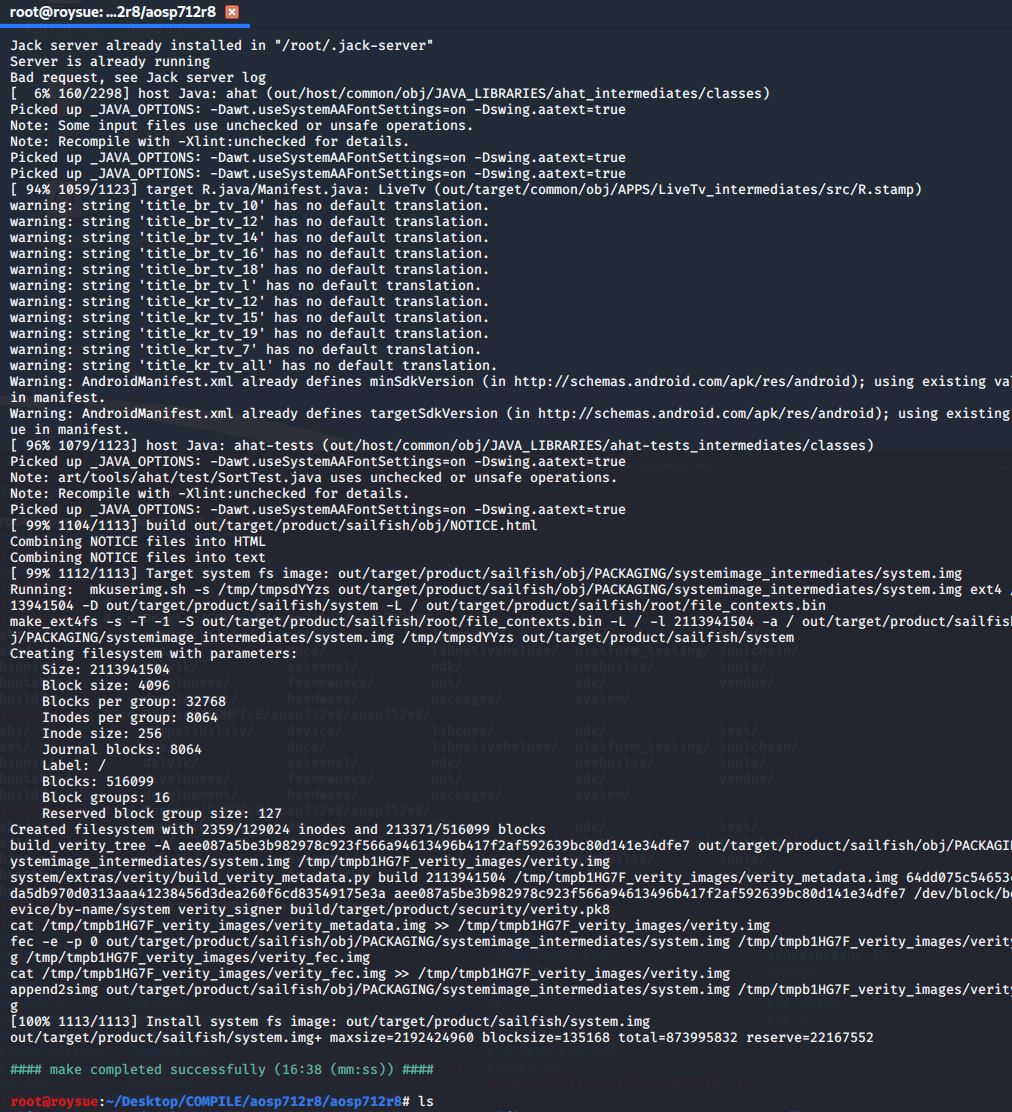 root@roysue: ...2r8/aosp712r8
Jack server already installed in "/root/.jack-server"
Server is already running
Bad request, see Jack server log
[  6% 160/2298] host Java: ahat (out/host/common/obj/JAVA_LIBRARIES/ahat_intermediates/classes)
Picked up _JAVA_OPTIONS: -Dawt.useSystemAAFontSettings=on -Dswing.aatext=true
Note: Some input files use unchecked or unsafe operations.
Note: Recompile with -Xlint:unchecked for details.
Picked up _JAVA_OPTIONS: -Dawt.useSystemAAFontSettings=on -Dswing.aatext=true
Picked up _JAVA_OPTIONS: -Dawt.useSystemAAFontSettings=on -Dswing.aatext=true
[ 94% 1059/1123] target R.java/Manifest.java: LiveTv (out/target/common/obj/APPS/LiveTv_intermediates/src/R.stamp)
warning: string 'title_br_tv_10' has no default translation.
warning: string 'title_br_tv_12' has no default translation.
warning: string 'title_br_tv_14' has no default translation.
warning: string 'title_br_tv_16' has no default translation.
warning: string 'title_br_tv_18' has no default translation.
warning: string 'title_br_tv_l' has no default translation.
warning: string 'title_kr_tv_12' has no default translation.
warning: string 'title_kr_tv_15' has no default translation.
warning: string 'title_kr_tv_19' has no default translation.
warning: string 'title_kr_tv_7' has no default translation.
warning: string 'title_kr_tv_all' has no default translation.
Warning: AndroidManifest.xml already defines minSdkVersion (in http://schemas.android.com/apk/res/android); using existing val
in manifest.
Warning: AndroidManifest.xml already defines targetSdkVersion (in http://schemas.android.com/apk/res/android); using existing
ue in manifest.
[ 96% 1079/1123] host Java: ahat-tests (out/host/common/obj/JAVA_LIBRARIES/ahat-tests_intermediates/classes)
Picked up _JAVA_OPTIONS: -Dawt.useSystemAAFontSettings=on -Dswing.aatext=true
Note: art/tools/ahat/test/SortTest.java uses unchecked or unsafe operations.
Note: Recompile with -Xlint:unchecked for details.
Picked up _JAVA_OPTIONS: -Dawt.useSystemAAFontSettings=on -Dswing.aatext=true
[ 99% 1104/1113] build out/target/product/sailfish/obj/NOTICE.html
Combining NOTICE files into HTML
Combining NOTICE files into text
[ 99% 1112/1113] Target system fs image: out/target/product/sailfish/obj/PACKAGING/systemimage_intermediates/system.img
Running:  mkuserimg.sh -s /tmp/tmpsdYYzs out/target/product/sailfish/obj/PACKAGING/systemimage_intermediates/system.img ext4 /
13941504 -D out/target/product/sailfish/system -L / out/target/product/sailfish/root/file_contexts.bin
make_ext4fs -s -T -1 -S out/target/product/sailfish/root/file_contexts.bin -L / -l 2113941504 -a / out/target/product/sailfish
j/PACKAGING/systemimage_intermediates/system.img /tmp/tmpsdYYzs out/target/product/sailfish/system
Creating filesystem with parameters:
    Size: 2113941504
    Block size: 4096
    Blocks per group: 32768
    Inodes per group: 8064
    Inode size: 256
    Journal blocks: 8064
    Label: /
    Blocks: 516099
    Block groups: 16
    Reserved block group size: 127
Created filesystem with 2359/129024 inodes and 213371/516099 blocks
build_verity_tree -A aee087a5be3b982978c923f566a94613496b417f2af592639bc80d141e34dfe7 out/target/product/sailfish/obj/PACKAGI
ystemimage_intermediates/system.img /tmp/tmpb1HG7F_verity_images/verity.img
system/extras/verity/build_verity_metadata.py build 2113941504 /tmp/tmpb1HG7F_verity_images/verity_metadata.img 64dd075c54653
da5db970d0313aaa41238456d3dea260f6cd83549175e3a aee087a5be3b982978c923f566a94613496b417f2af592639bc80d141e34dfe7 /dev/block/b
evice/by-name/system verity_signer build/target/product/security/verity.pk8
cat /tmp/tmpb1HG7F_verity_images/verity_metadata.img >> /tmp/tmpb1HG7F_verity_images/verity.img
fec -e -p 0 out/target/product/sailfish/obj/PACKAGING/systemimage_intermediates/system.img /tmp/tmpb1HG7F_verity_images/verity
g /tmp/tmpb1HG7F_verity_images/verity_fec.img
cat /tmp/tmpb1HG7F_verity_images/verity_fec.img >> /tmp/tmpb1HG7F_verity_images/verity.img
append2simg out/target/product/sailfish/obj/PACKAGING/systemimage_intermediates/system.img /tmp/tmpb1HG7F_verity_images/verity
g
[100% 1113/1113] Install system fs image: out/target/product/sailfish/system.img
out/target/product/sailfish/system.img+ maxsize=2192424960 blocksize=135168 total=873995832 reserve=22167552
#### make completed successfully (16:38 (mm:ss)) ####
root@roysue:~/Desktop/COMPILE/aosp712r8/aosp712r8# ls